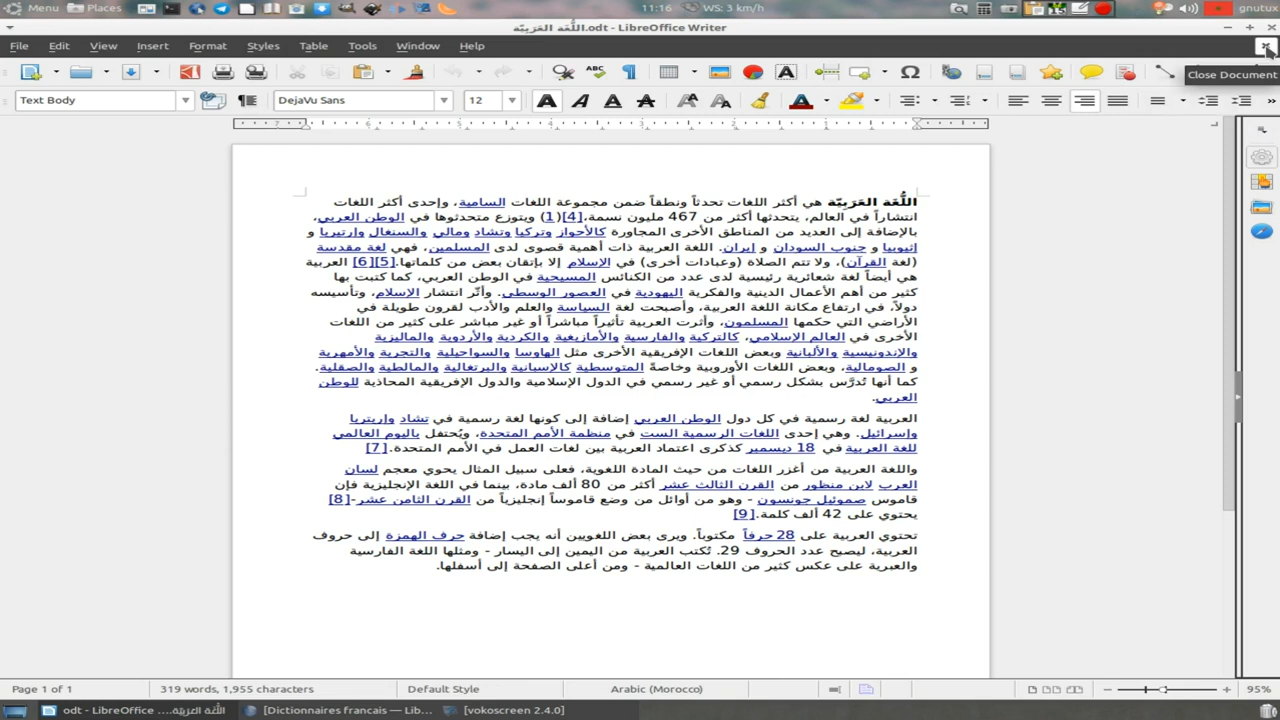 Menu Places 11:16 WS: 3 km/h gnutux
اللُّغَة العَرَبِيّة.odt - LibreOffice Writer
File Edit View Insert Format Styles Table Tools Window Help
Close Document
Text Body DejaVu Sans 12
اللُّغَة العَرَبِيّة هي أكثر اللغات تحدثاً ونطقاً ضمن مجموعة اللغات السامية، وإحدى أكثر اللغات
انتشاراً في العالم، يتحدثها أكثر من 467 مليون نسمة،[4](1) ويتوزع متحدثوها في الوطن العربي،
بالإضافة إلى العديد من المناطق الأخرى المجاورة كالأحواز وتركيا وتشاد ومالي والسنغال وارتيريا و
إثيوبيا و جنوب السودان و إيران. اللغة العربية ذات أهمية قصوى لدى المسلمين، فهي لغة مقدسة
(لغة القرآن)، ولا تتم الصلاة (وعبادات أخرى) في الإسلام إلا بإتقان بعض من كلماتها.[5][6] العربية
هي أيضاً لغة شعائرية رئيسية لدى عدد من الكنائس المسيحية في الوطن العربي، كما كتبت بها
كثير من أهم الأعمال الدينية والفكرية اليهودية في العصور الوسطى. وأثّر انتشار الإسلام، وتأسيسه
دولاً، في ارتفاع مكانة اللغة العربية، وأصبحت لغة السياسة والعلم والأدب لقرون طويلة في
الأراضي التي حكمها المسلمون، وأثرت العربية تأثيراً مباشراً أو غير مباشر على كثير من اللغات
الأخرى في العالم الإسلامي، كالتركية والفارسية والأمازيغية والكردية والأردوية والماليزية
والإندونيسية والألبانية وبعض اللغات الإفريقية الأخرى مثل الهاوسا والسواحيلية والتجرية والأمهرية
و الصومالية، وبعض اللغات الأوروبية وخاصةً المتوسطية كالإسبانية والبرتغالية والمالطية والصقلية.
كما أنها تُدرَّس بشكل رسمي أو غير رسمي في الدول الإسلامية والدول الإفريقية المحاذية للوطن
العربي.
العربية لغة رسمية في كل دول الوطن العربي إضافة إلى كونها لغة رسمية في تشاد وإريتريا
وإسرائيل. وهي إحدى اللغات الرسمية الست في منظمة الأمم المتحدة، ويُحتفل باليوم العالمي
للغة العربية في 18 ديسمبر كذكرى اعتماد العربية بين لغات العمل في الأمم المتحدة.[7]
واللغة العربية من أغزر اللغات من حيث المادة اللغوية، فعلى سبيل المثال يحوي معجم لسان
العرب لابن منظور من القرن الثالث عشر أكثر من 80 ألف مادة، بينما في اللغة الإنجليزية فإن
قاموس صموئيل جونسون - وهو من أوائل من وضع قاموساً إنجليزياً من القرن الثامن عشر-[8]
يحتوي على 42 ألف كلمة.[9]
تحتوي العربية على 28 حرفاً مكتوباً. ويرى بعض اللغويين أنه يجب إضافة حرف الهمزة إلى حروف
العربية، ليصبح عدد الحروف 29. تُكتب العربية من اليمين إلى اليسار - ومثلها اللغة الفارسية
والعبرية على عكس كثير من اللغات العالمية - ومن أعلى الصفحة إلى أسفلها.
Page 1 of 1 319 words, 1,955 characters Default Style Arabic (Morocco) 95%
odt - LibreOffice ....اللُّغَة العَرَبِيّة [Dictionnaires francais — Lib... [vokoscreen 2.4.0]